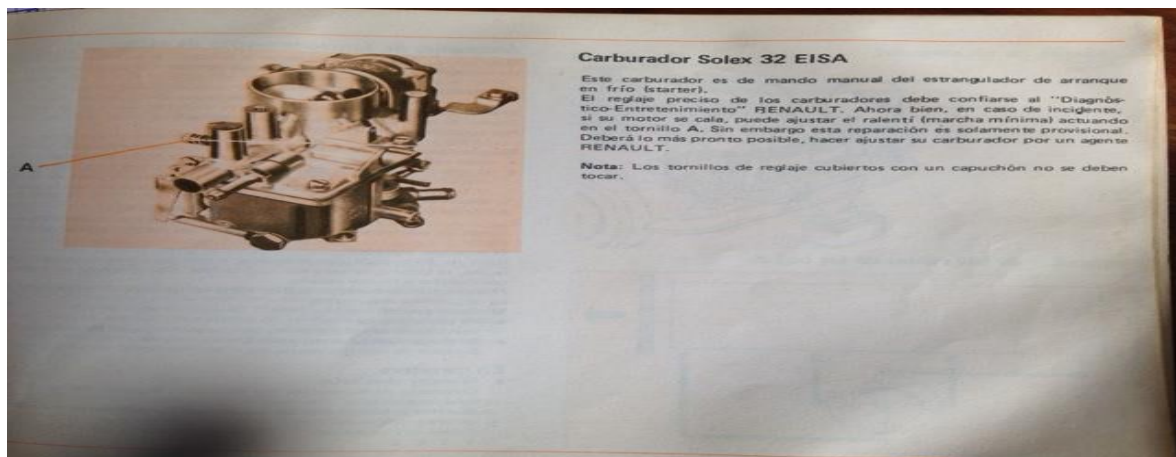 A
Carburador Solex 32 EISA
Este carburador es de mando manual del estrangulador de arranque
en frío (starter).
El reglaje preciso de los carburadores debe confiarse al "Diagnós-
tico-Entretenimiento" RENAULT. Ahora bien, en caso de incidente,
si su motor se cala, puede ajustar el ralentí (marcha mínima) actuando
en el tornillo A. Sin embargo esta reparación es solamente provisional.
Deberá lo más pronto posible, hacer ajustar su carburador por un agente
RENAULT.
Nota: Los tornillos de reglaje cubiertos con un capuchón no se deben
tocar.